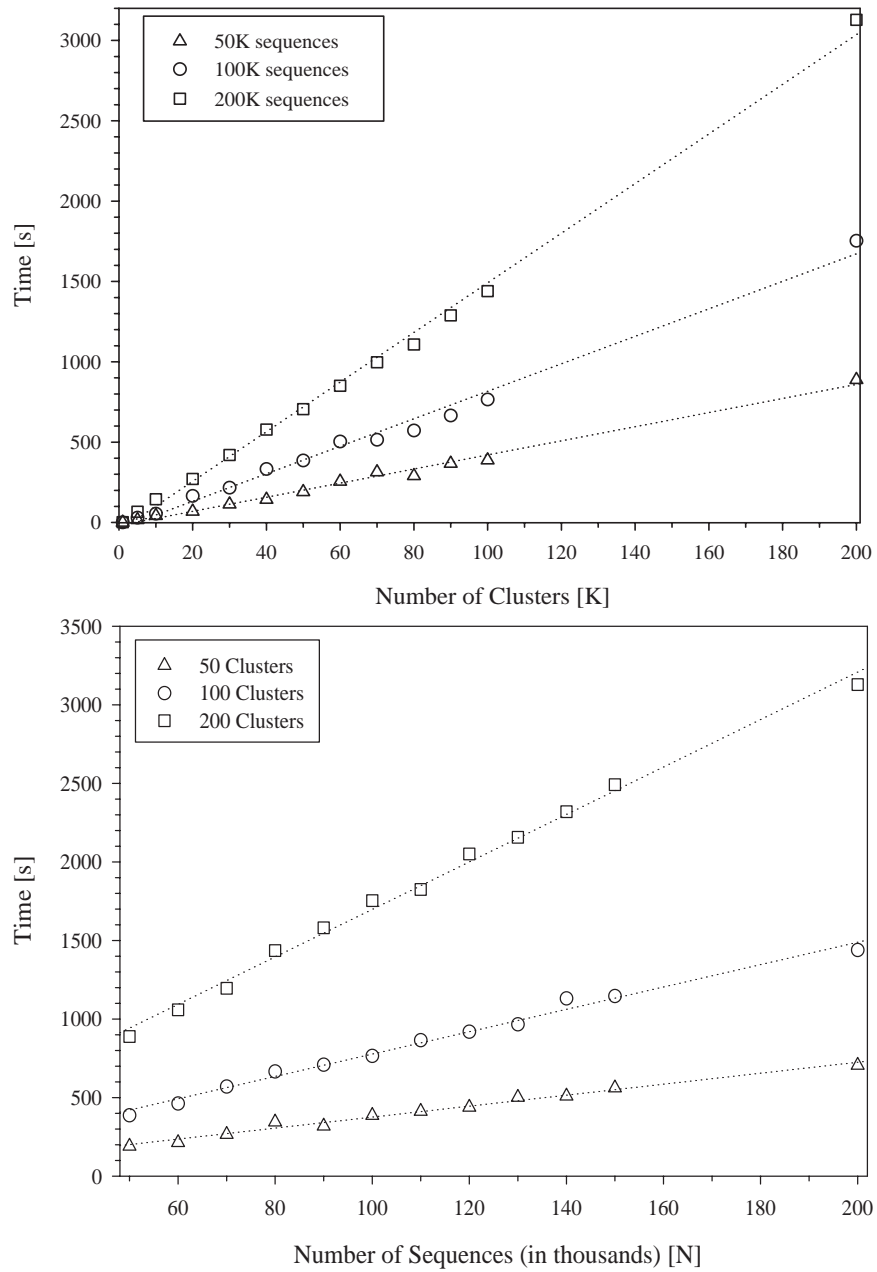 3000
2500
2000
1500
1000
500
0
Time [s]
50K sequences
100K sequences
200K sequences
0 20 40 60 80 100 120 140 160 180 200
Number of Clusters [K]
3500
3000
2500
2000
1500
1000
500
0
Time [s]
50 Clusters
100 Clusters
200 Clusters
60 80 100 120 140 160 180 200
Number of Sequences (in thousands) [N]